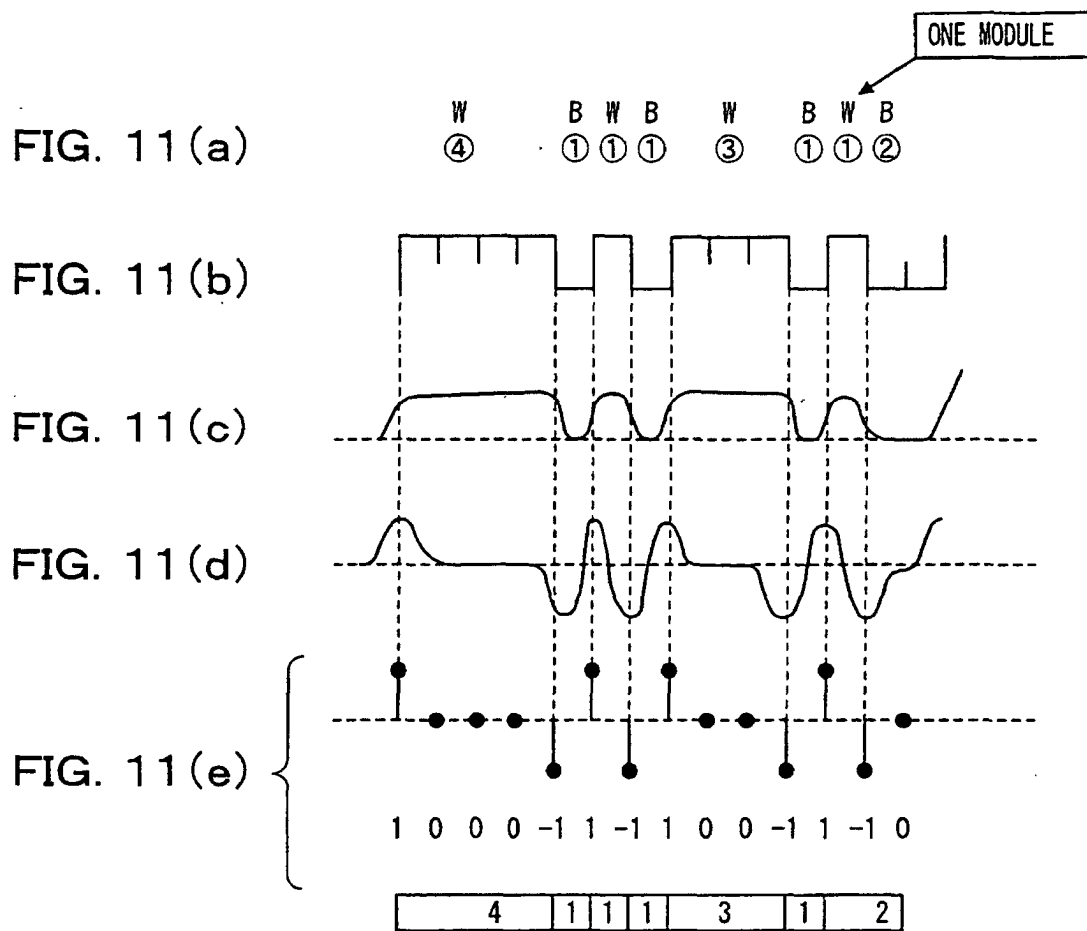 ONE MODULE
W B W B W B W B
FIG. 11(a) ④ ① ① ① ③ ① ① ②
FIG. 11(b)
FIG. 11(c)
FIG. 11(d)
FIG. 11(e)
1 0 0 0 -1 1 -1 1 0 0 -1 1 -1 0
4 1 1 1 3 1 2